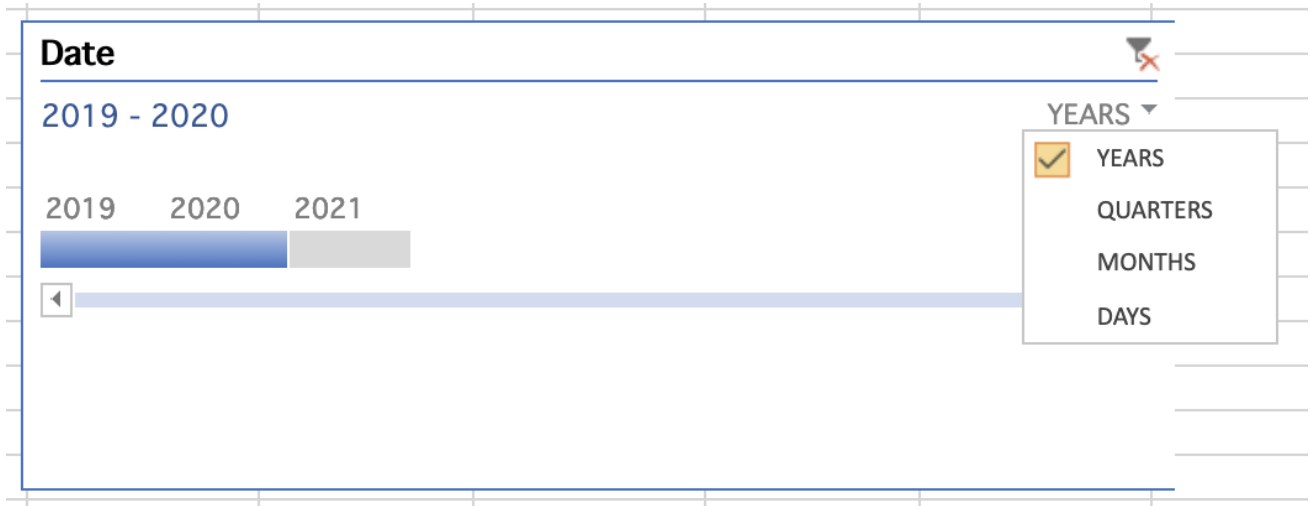 Date
2019 - 2020
YEARS
YEARS
QUARTERS
MONTHS
DAYS
2019 2020 2021